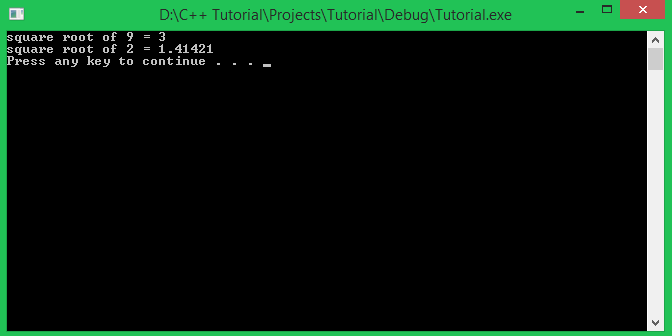 D:\C++ Tutorial\Projects\Tutorial\Debug\Tutorial.exe
square root of 9 = 3
square root of 2 = 1.41421
Press any key to continue . . . _